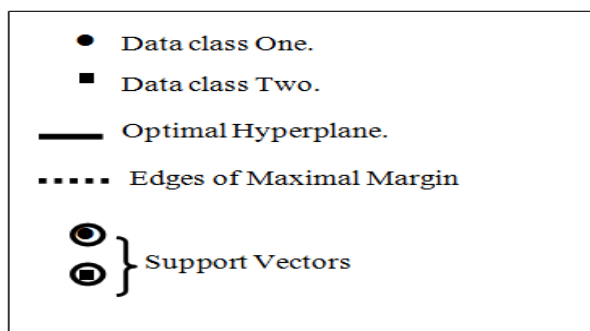 Data class One.
Data class Two.
Optimal Hyperplane.
Edges of Maximal Margin
Support Vectors